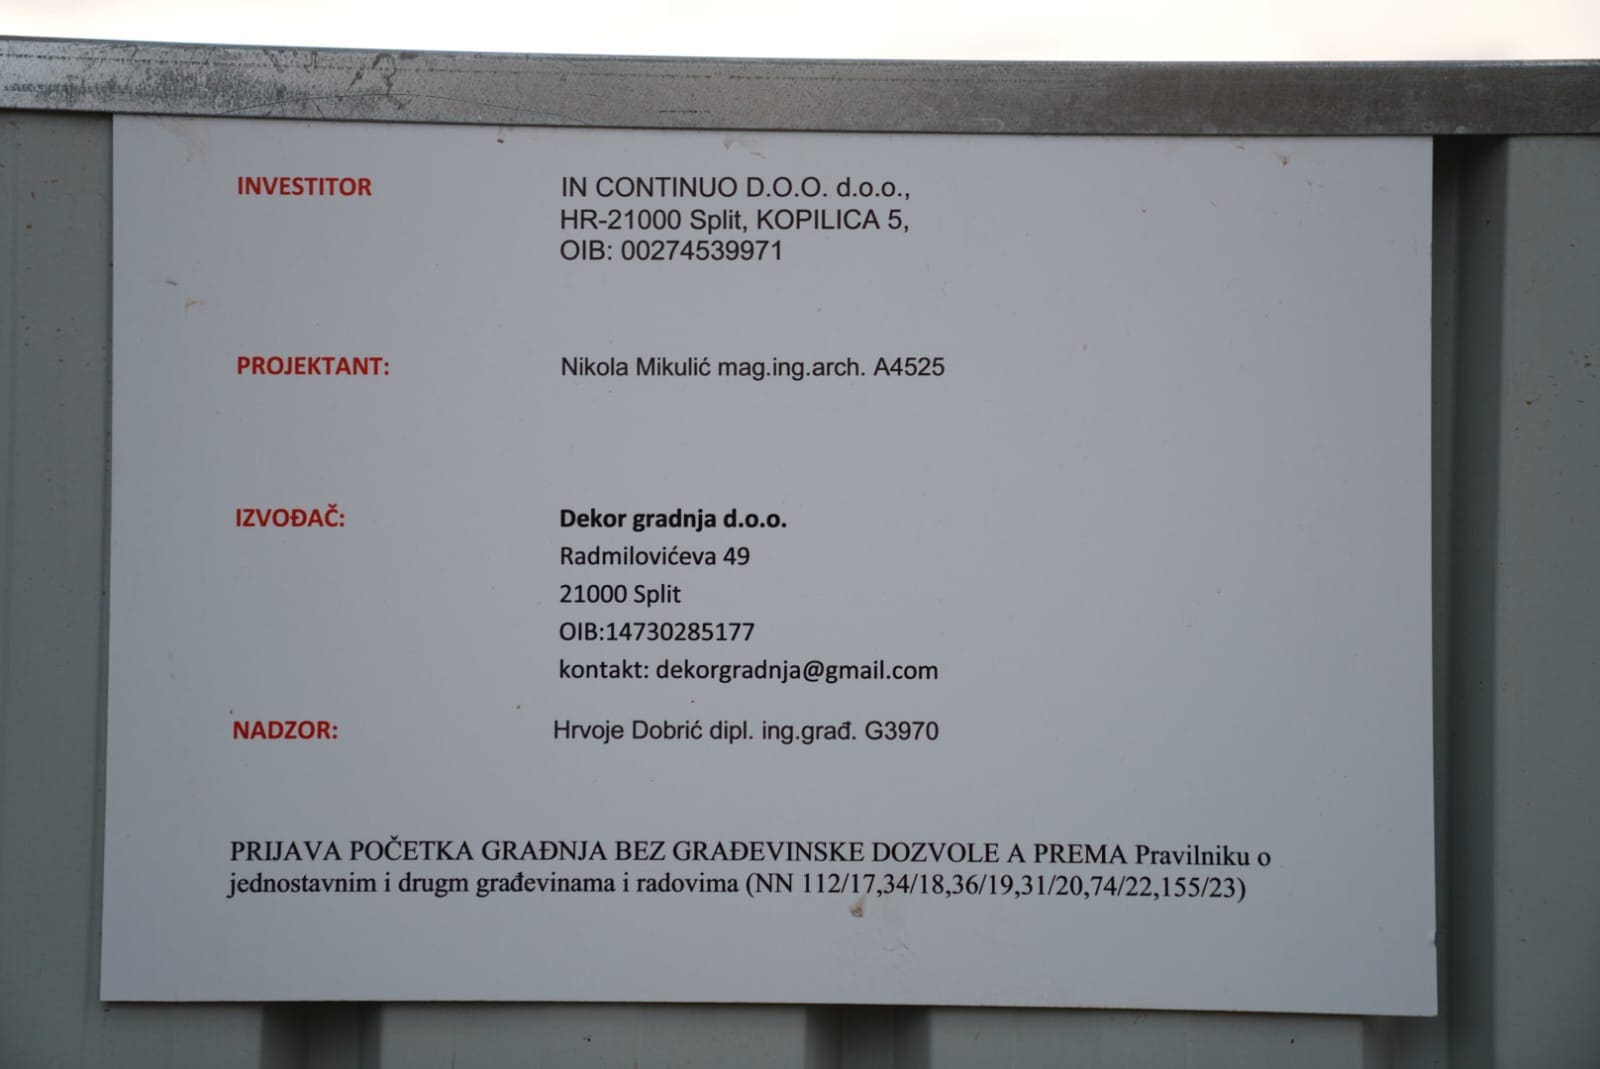 INVESTITOR
IN CONTINUO D.O.O. d.o.o.,
HR-21000 Split, KOPILICA 5,
OIB: 00274539971
PROJEKTANT:
Nikola Mikulić mag.ing.arch. A4525
IZVOĐAČ:
Dekor gradnja d.o.o.
Radmilovićeva 49
21000 Split
OIB:14730285177
kontakt: dekorgradnja@gmail.com
NADZOR:
Hrvoje Dobrić dipl. ing.građ. G3970
PRIJAVA POČETKA GRAĐNJA BEZ GRAĐEVINSKE DOZVOLE A PREMA Pravilniku o
jednostavnim i drugm građevinama i radovima (NN 112/17,34/18,36/19,31/20,74/22,155/23)